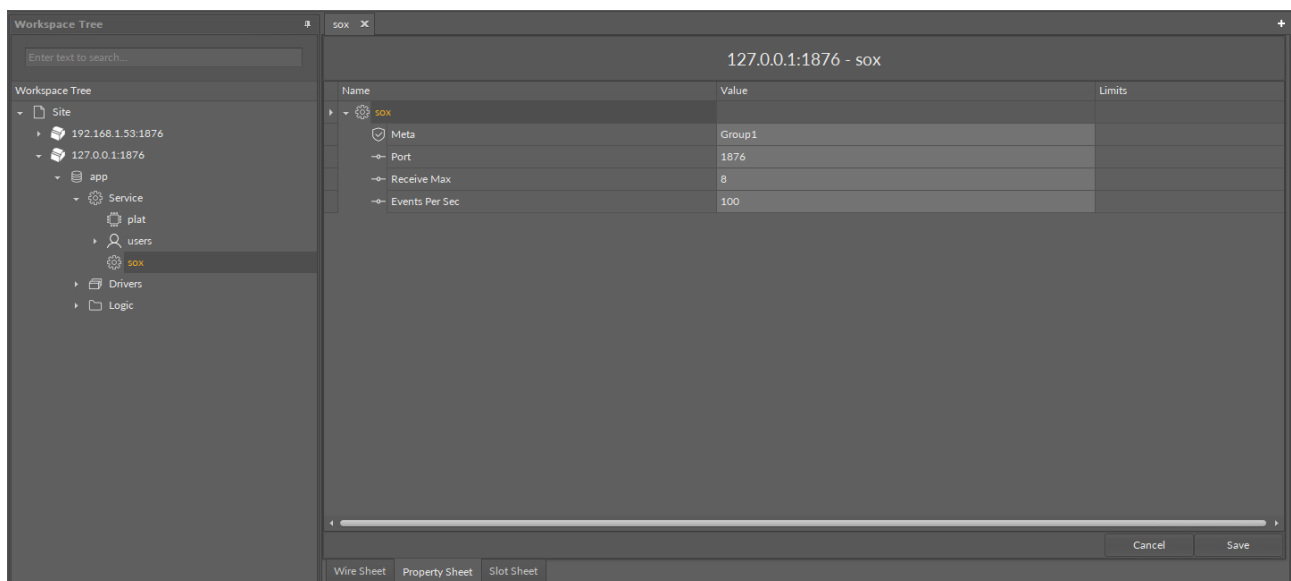 Workspace Tree
Enter text to search...
Workspace Tree
Site
192.168.1.53:1876
127.0.0.1:1876
app
Service
plat
users
sox
Drivers
Logic
sox
127.0.0.1:1876 - sox
Name Value Limits
sox
Meta Group1
Port 1876
Receive Max 8
Events Per Sec 100
Cancel Save
Wire Sheet Property Sheet Slot Sheet